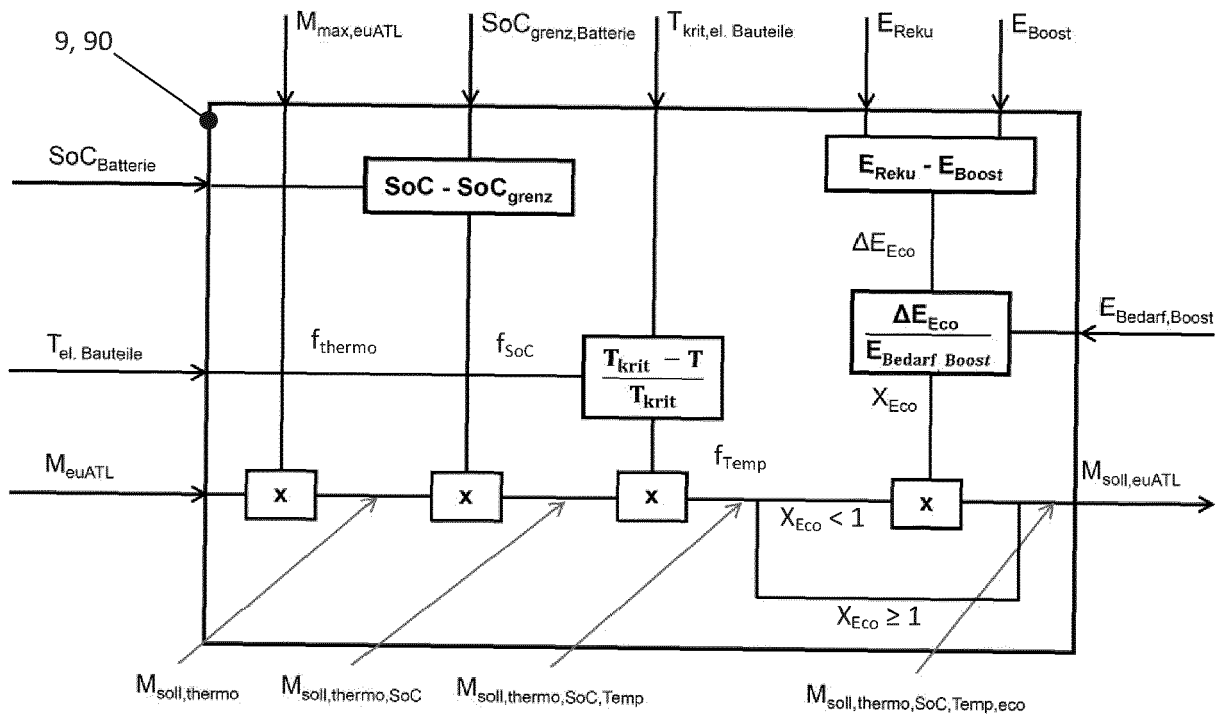 M_max,euATL
SoC_grenz,Batterie
T_krit,el. Bauteile
E_Reku
E_Boost
9, 90
SoC_Batterie
SoC - SoC_grenz
E_Reku - E_Boost
ΔE_Eco
E_Bedarf,Boost
ΔE_Eco
E_Bedarf_Boost
T_el. Bauteile
f_thermo
f_SoC
T_krit − T
T_krit
X_Eco
M_euATL
f_Temp
M_soll,euATL
x
x
x
x
X_Eco < 1
X_Eco ≥ 1
M_soll,thermo
M_soll,thermo,SoC
M_soll,thermo,SoC,Temp
M_soll,thermo,SoC,Temp,eco